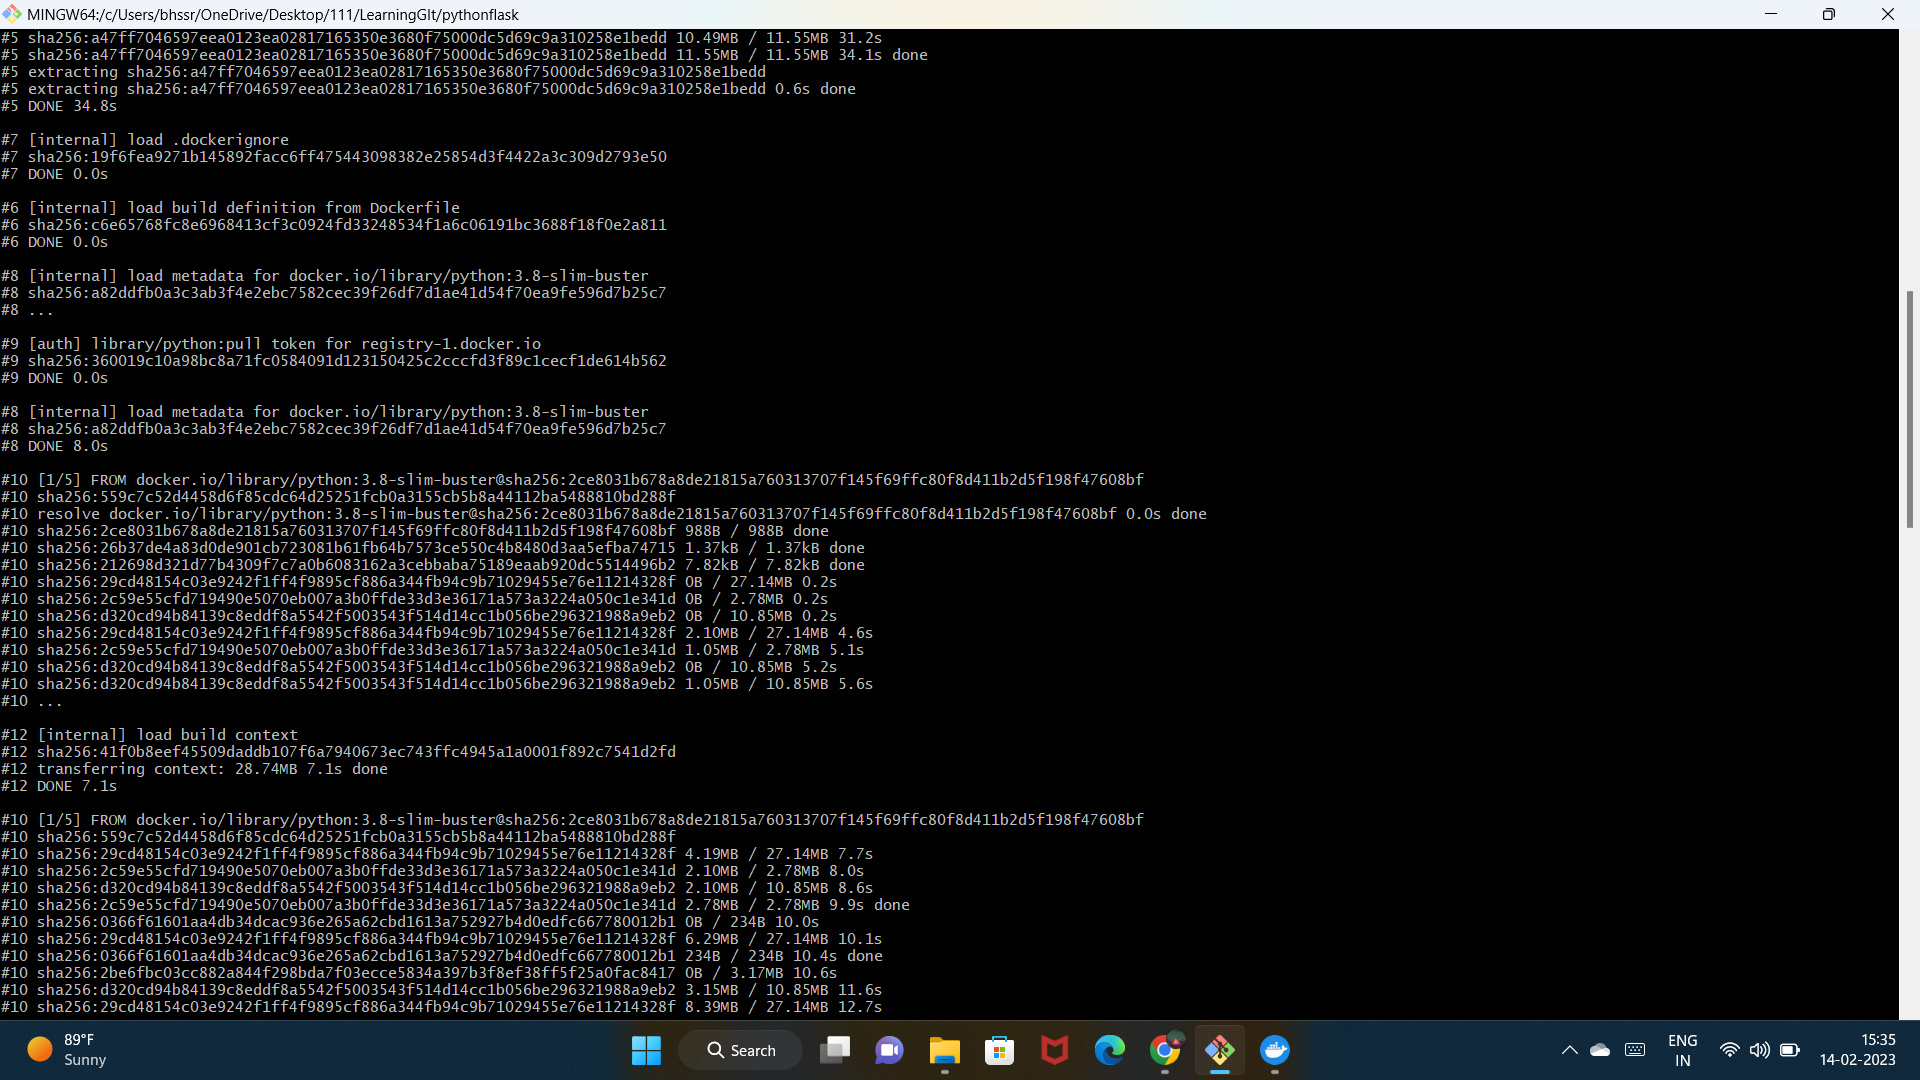 MINGW64:/c/Users/bhssr/OneDrive/Desktop/111/LearningGIt/pythonflask
#5 sha256:a47ff7046597eea0123ea02817165350e3680f75000dc5d69c9a310258e1bedd 10.49MB / 11.55MB 31.2s
#5 sha256:a47ff7046597eea0123ea02817165350e3680f75000dc5d69c9a310258e1bedd 11.55MB / 11.55MB 34.1s done
#5 extracting sha256:a47ff7046597eea0123ea02817165350e3680f75000dc5d69c9a310258e1bedd
#5 extracting sha256:a47ff7046597eea0123ea02817165350e3680f75000dc5d69c9a310258e1bedd 0.6s done
#5 DONE 34.8s
#7 [internal] load .dockerignore
#7 sha256:19f6fea9271b145892facc6ff475443098382e25854d3f4422a3c309d2793e50
#7 DONE 0.0s
#6 [internal] load build definition from Dockerfile
#6 sha256:c6e65768fc8e6968413cf3c0924fd33248534f1a6c06191bc3688f18f0e2a811
#6 DONE 0.0s
#8 [internal] load metadata for docker.io/library/python:3.8-slim-buster
#8 sha256:a82ddfb0a3c3ab3f4e2ebc7582cec39f26df7d1ae41d54f70ea9fe596d7b25c7
#8 ...
#9 [auth] library/python:pull token for registry-1.docker.io
#9 sha256:360019c10a98bc8a71fc0584091d123150425c2cccfd3f89c1cecf1de614b562
#9 DONE 0.0s
#8 [internal] load metadata for docker.io/library/python:3.8-slim-buster
#8 sha256:a82ddfb0a3c3ab3f4e2ebc7582cec39f26df7d1ae41d54f70ea9fe596d7b25c7
#8 DONE 8.0s
#10 [1/5] FROM docker.io/library/python:3.8-slim-buster@sha256:2ce8031b678a8de21815a760313707f145f69ffc80f8d411b2d5f198f47608bf
#10 sha256:559c7c52d4458d6f85cdc64d25251fcb0a3155cb5b8a44112ba5488810bd288f
#10 resolve docker.io/library/python:3.8-slim-buster@sha256:2ce8031b678a8de21815a760313707f145f69ffc80f8d411b2d5f198f47608bf 0.0s done
#10 sha256:2ce8031b678a8de21815a760313707f145f69ffc80f8d411b2d5f198f47608bf 988B / 988B done
#10 sha256:26b37de4a83d0de901cb723081b61fb64b7573ce550c4b8480d3aa5efba74715 1.37kB / 1.37kB done
#10 sha256:212698d321d77b4309f7c7a0b6083162a3cebbaba75189eaab920dc5514496b2 7.82kB / 7.82kB done
#10 sha256:29cd48154c03e9242f1ff4f9895cf886a344fb94c9b71029455e76e11214328f 0B / 27.14MB 0.2s
#10 sha256:2c59e55cfd719490e5070eb007a3b0ffde33d3e36171a573a3224a050c1e341d 0B / 2.78MB 0.2s
#10 sha256:d320cd94b84139c8eddf8a5542f5003543f514d14cc1b056be296321988a9eb2 0B / 10.85MB 0.2s
#10 sha256:29cd48154c03e9242f1ff4f9895cf886a344fb94c9b71029455e76e11214328f 2.10MB / 27.14MB 4.6s
#10 sha256:2c59e55cfd719490e5070eb007a3b0ffde33d3e36171a573a3224a050c1e341d 1.05MB / 2.78MB 5.1s
#10 sha256:d320cd94b84139c8eddf8a5542f5003543f514d14cc1b056be296321988a9eb2 0B / 10.85MB 5.2s
#10 sha256:d320cd94b84139c8eddf8a5542f5003543f514d14cc1b056be296321988a9eb2 1.05MB / 10.85MB 5.6s
#10 ...
#12 [internal] load build context
#12 sha256:41f0b8eef45509daddb107f6a7940673ec743ffc4945a1a0001f892c7541d2fd
#12 transferring context: 28.74MB 7.1s done
#12 DONE 7.1s
#10 [1/5] FROM docker.io/library/python:3.8-slim-buster@sha256:2ce8031b678a8de21815a760313707f145f69ffc80f8d411b2d5f198f47608bf
#10 sha256:559c7c52d4458d6f85cdc64d25251fcb0a3155cb5b8a44112ba5488810bd288f
#10 sha256:29cd48154c03e9242f1ff4f9895cf886a344fb94c9b71029455e76e11214328f 4.19MB / 27.14MB 7.7s
#10 sha256:2c59e55cfd719490e5070eb007a3b0ffde33d3e36171a573a3224a050c1e341d 2.10MB / 2.78MB 8.0s
#10 sha256:d320cd94b84139c8eddf8a5542f5003543f514d14cc1b056be296321988a9eb2 2.10MB / 10.85MB 8.6s
#10 sha256:2c59e55cfd719490e5070eb007a3b0ffde33d3e36171a573a3224a050c1e341d 2.78MB / 2.78MB 9.9s done
#10 sha256:0366f61601aa4db34dcac936e265a62cbd1613a752927b4d0edfc667780012b1 0B / 234B 10.0s
#10 sha256:29cd48154c03e9242f1ff4f9895cf886a344fb94c9b71029455e76e11214328f 6.29MB / 27.14MB 10.1s
#10 sha256:0366f61601aa4db34dcac936e265a62cbd1613a752927b4d0edfc667780012b1 234B / 234B 10.4s done
#10 sha256:2be6fbc03cc882a844f298bda7f03ecce5834a397b3f8ef38ff5f25a0fac8417 0B / 3.17MB 10.6s
#10 sha256:d320cd94b84139c8eddf8a5542f5003543f514d14cc1b056be296321988a9eb2 3.15MB / 10.85MB 11.6s
#10 sha256:29cd48154c03e9242f1ff4f9895cf886a344fb94c9b71029455e76e11214328f 8.39MB / 27.14MB 12.7s
89°F
Sunny
Search
ENG
IN
15:35
14-02-2023